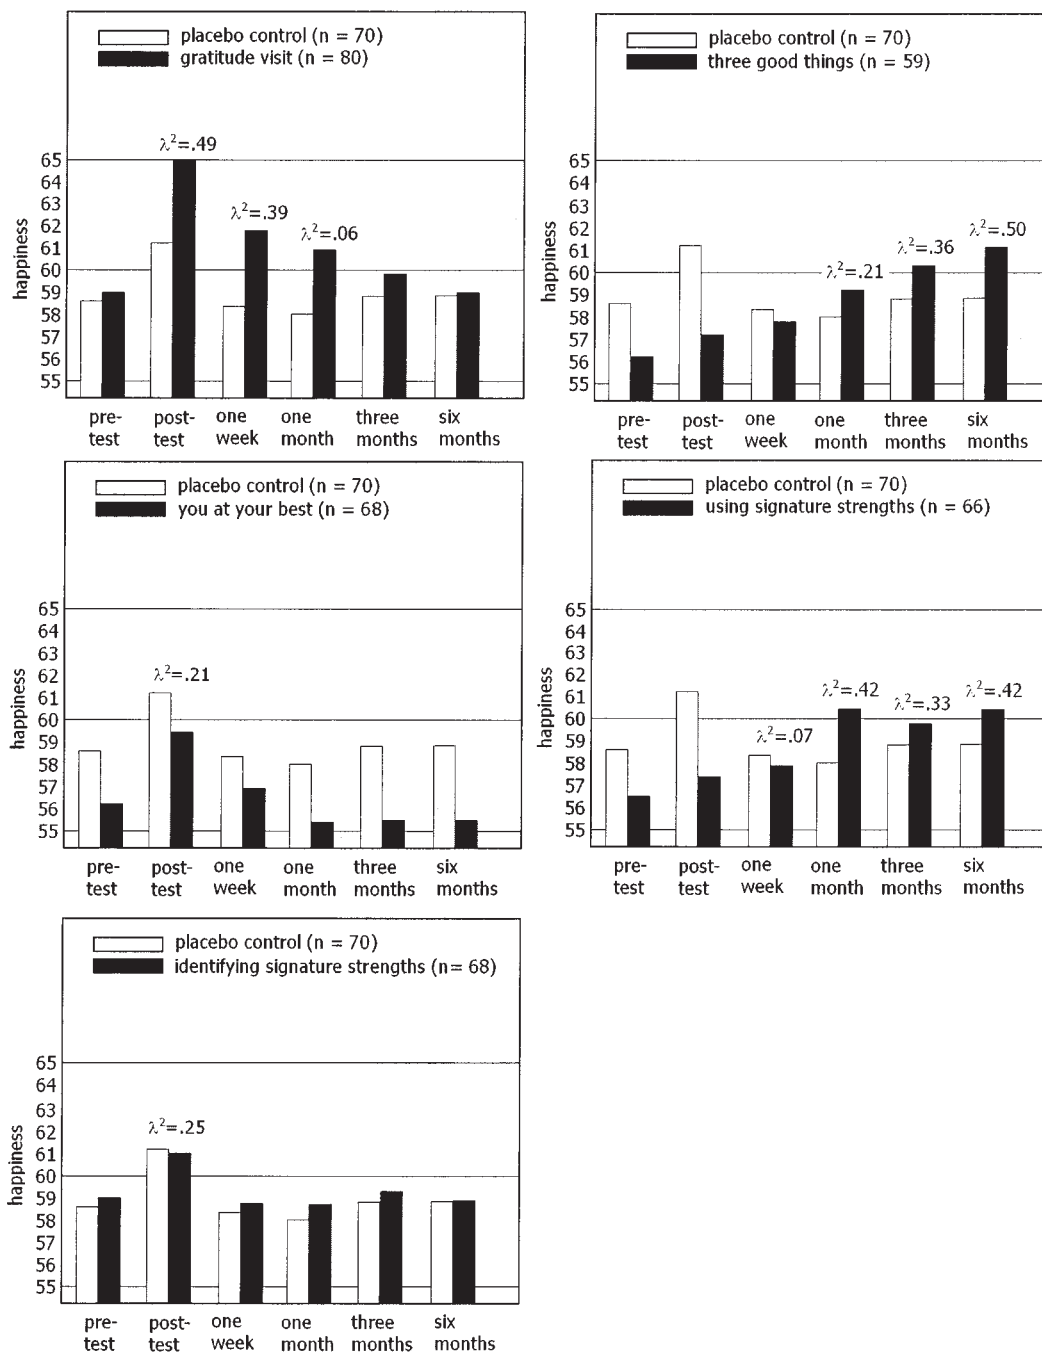 placebo control (n = 70)
gratitude visit (n = 80)
λ²=.49
λ²=.39
λ²=.06
65
64
63
62
61
60
59
58
57
56
55
happiness
pre-test
post-test
one week
one month
three months
six months
placebo control (n = 70)
three good things (n = 59)
λ²=.21
λ²=.36
λ²=.50
65
64
63
62
61
60
59
58
57
56
55
happiness
pre-test
post-test
one week
one month
three months
six months
placebo control (n = 70)
you at your best (n = 68)
λ²=.21
65
64
63
62
61
60
59
58
57
56
55
happiness
pre-test
post-test
one week
one month
three months
six months
placebo control (n = 70)
using signature strengths (n = 66)
λ²=.07
λ²=.42
λ²=.33
λ²=.42
65
64
63
62
61
60
59
58
57
56
55
happiness
pre-test
post-test
one week
one month
three months
six months
placebo control (n = 70)
identifying signature strengths (n= 68)
λ²=.25
65
64
63
62
61
60
59
58
57
56
55
happiness
pre-test
post-test
one week
one month
three months
six months